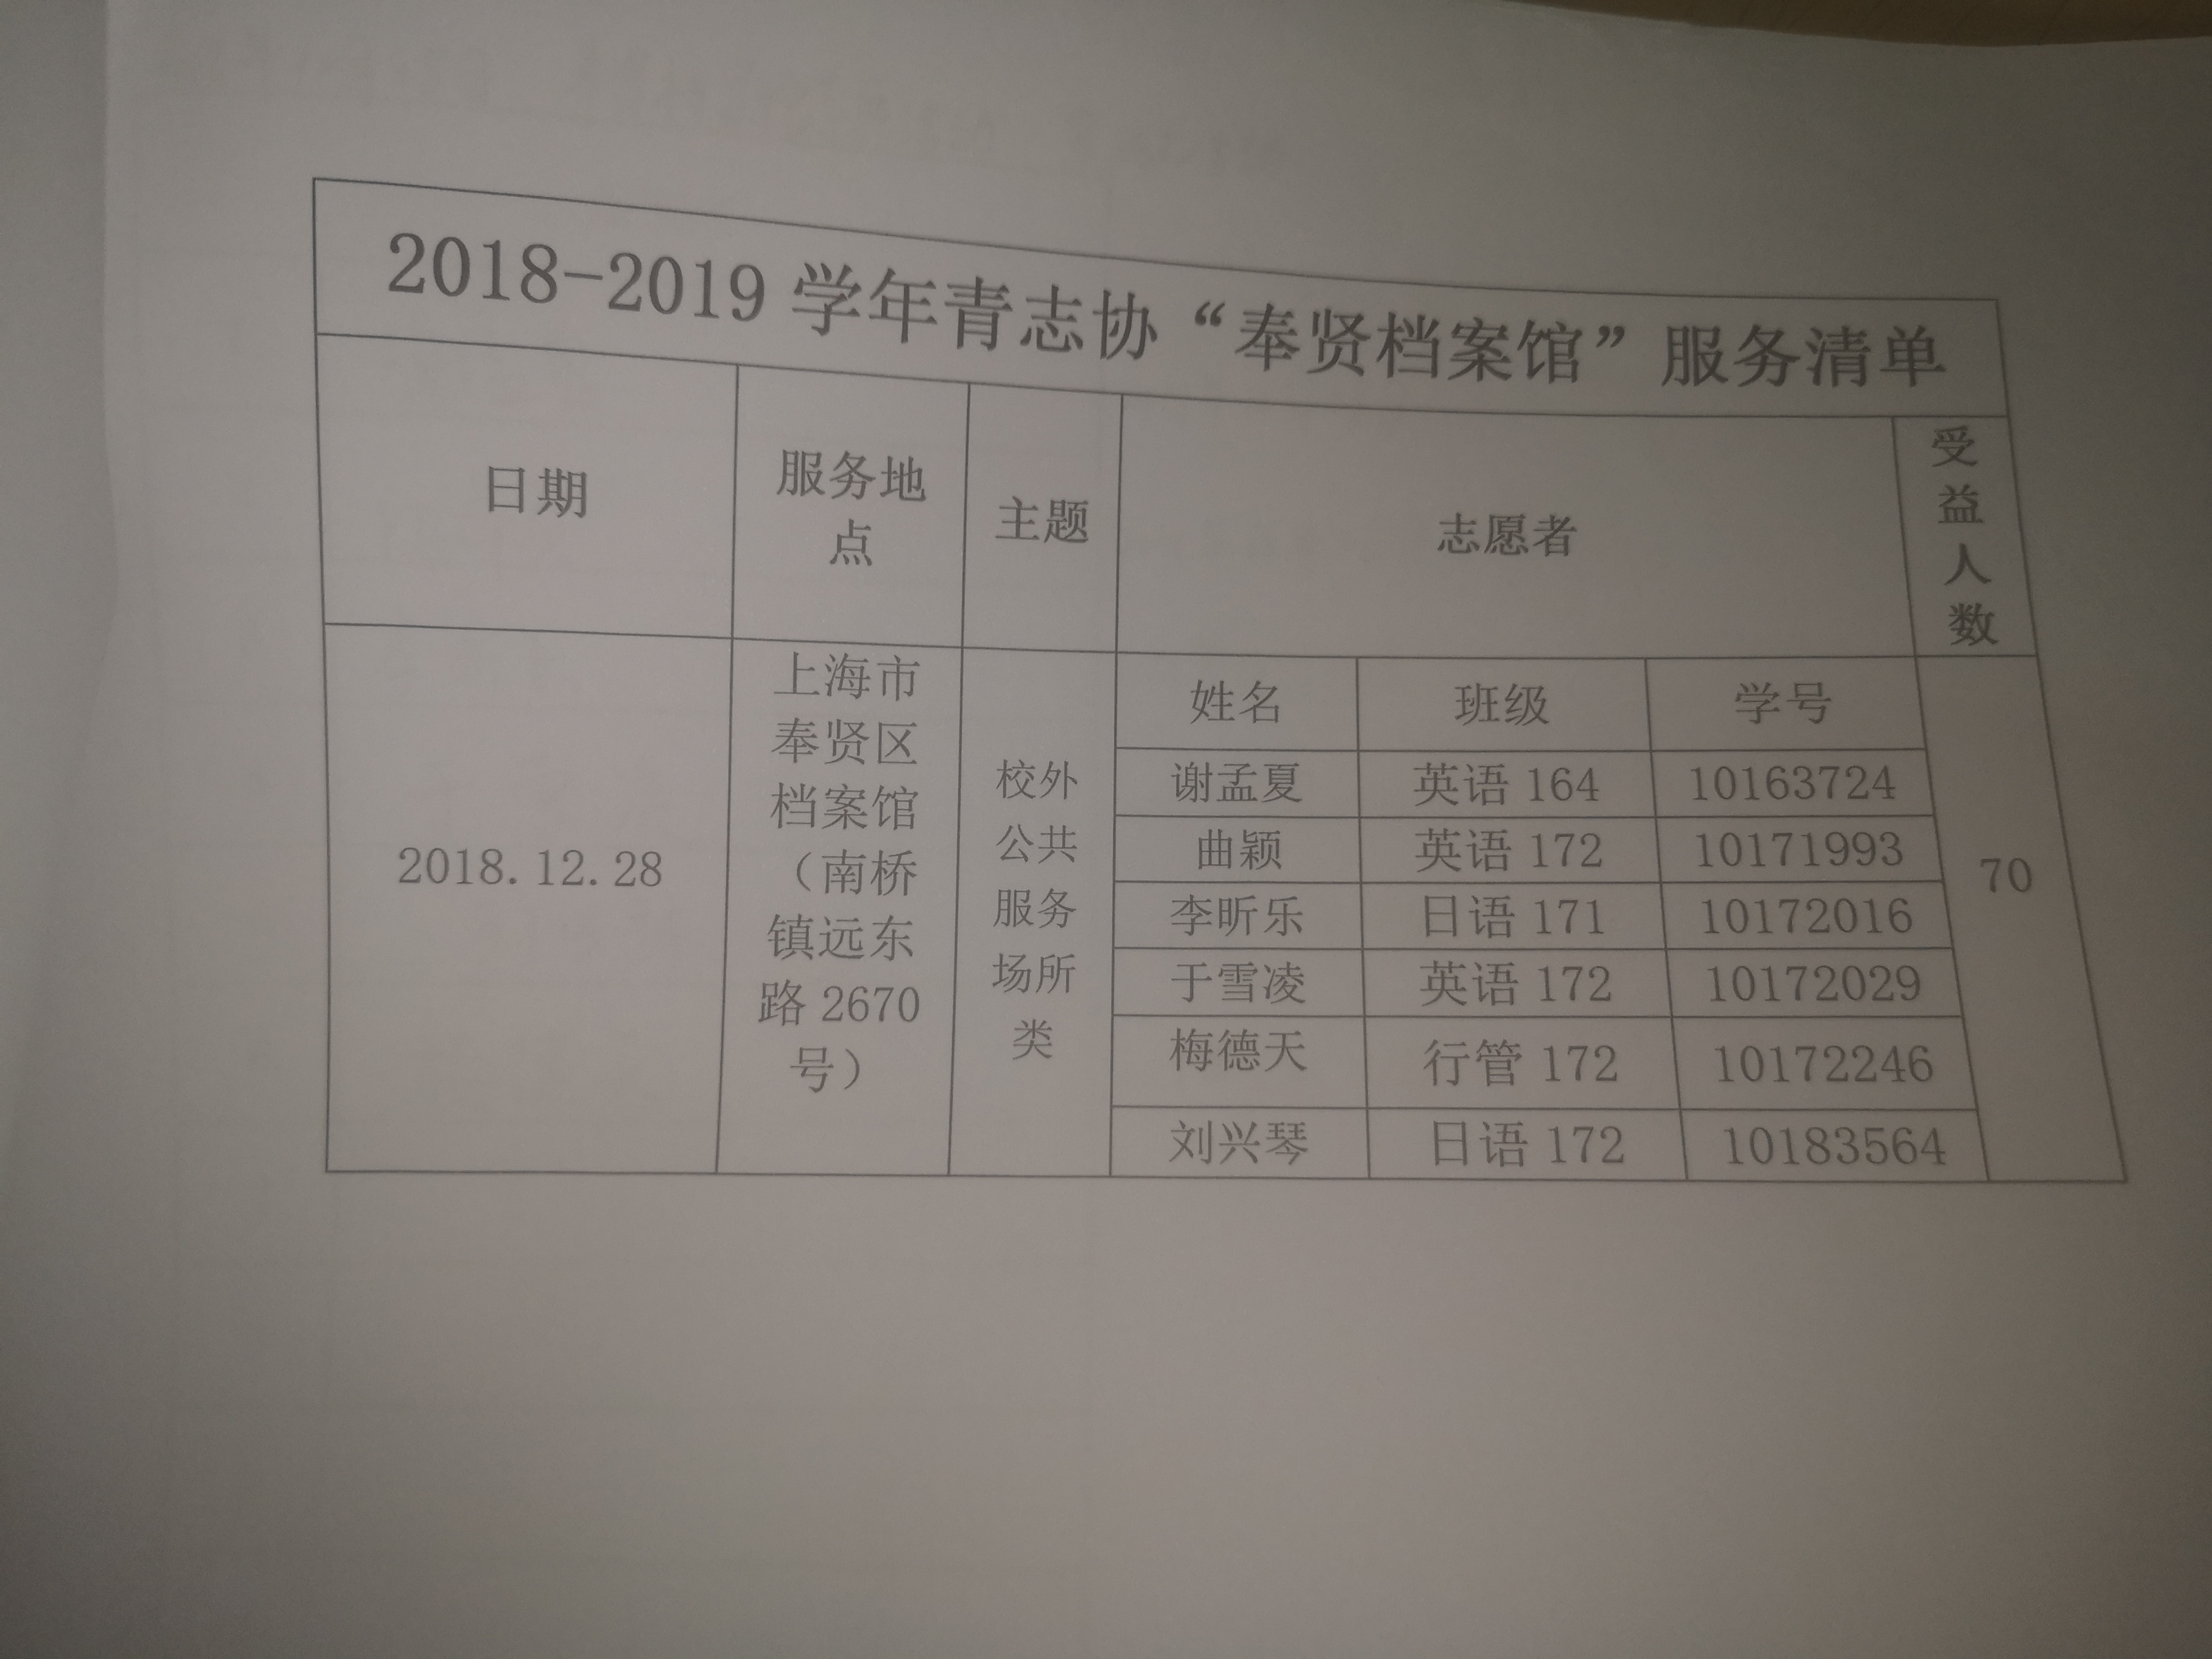 2018-2019 学年青志协“奉贤档案馆”服务清单
日期
服务地
点
主题
志愿者
受
益
人
数
2018.12.28
上海市
奉贤区
档案馆
（南桥
镇远东
路 2670
号）
校外
公共
服务
场所
类
姓名 班级 学号
谢孟夏 英语 164 10163724
曲颖 英语 172 10171993
李昕乐 日语 171 10172016
于雪凌 英语 172 10172029
梅德天 行管 172 10172246
刘兴琴 日语 172 10183564
70